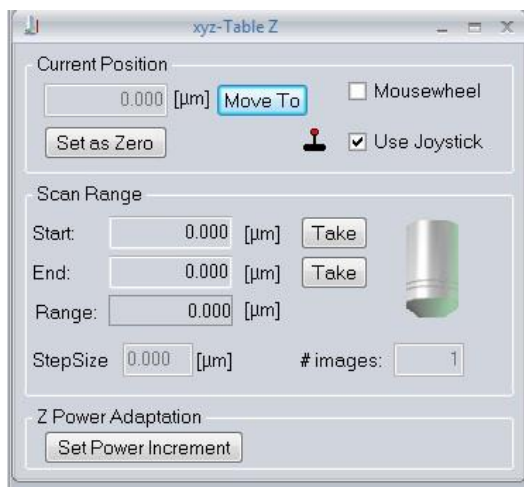 xyz-Table Z
Current Position
0.000 [µm] Move To Mousewheel
Set as Zero Use Joystick
Scan Range
Start: 0.000 [µm] Take
End: 0.000 [µm] Take
Range: 0.000 [µm]
StepSize 0.000 [µm] # images: 1
Z Power Adaptation
Set Power Increment